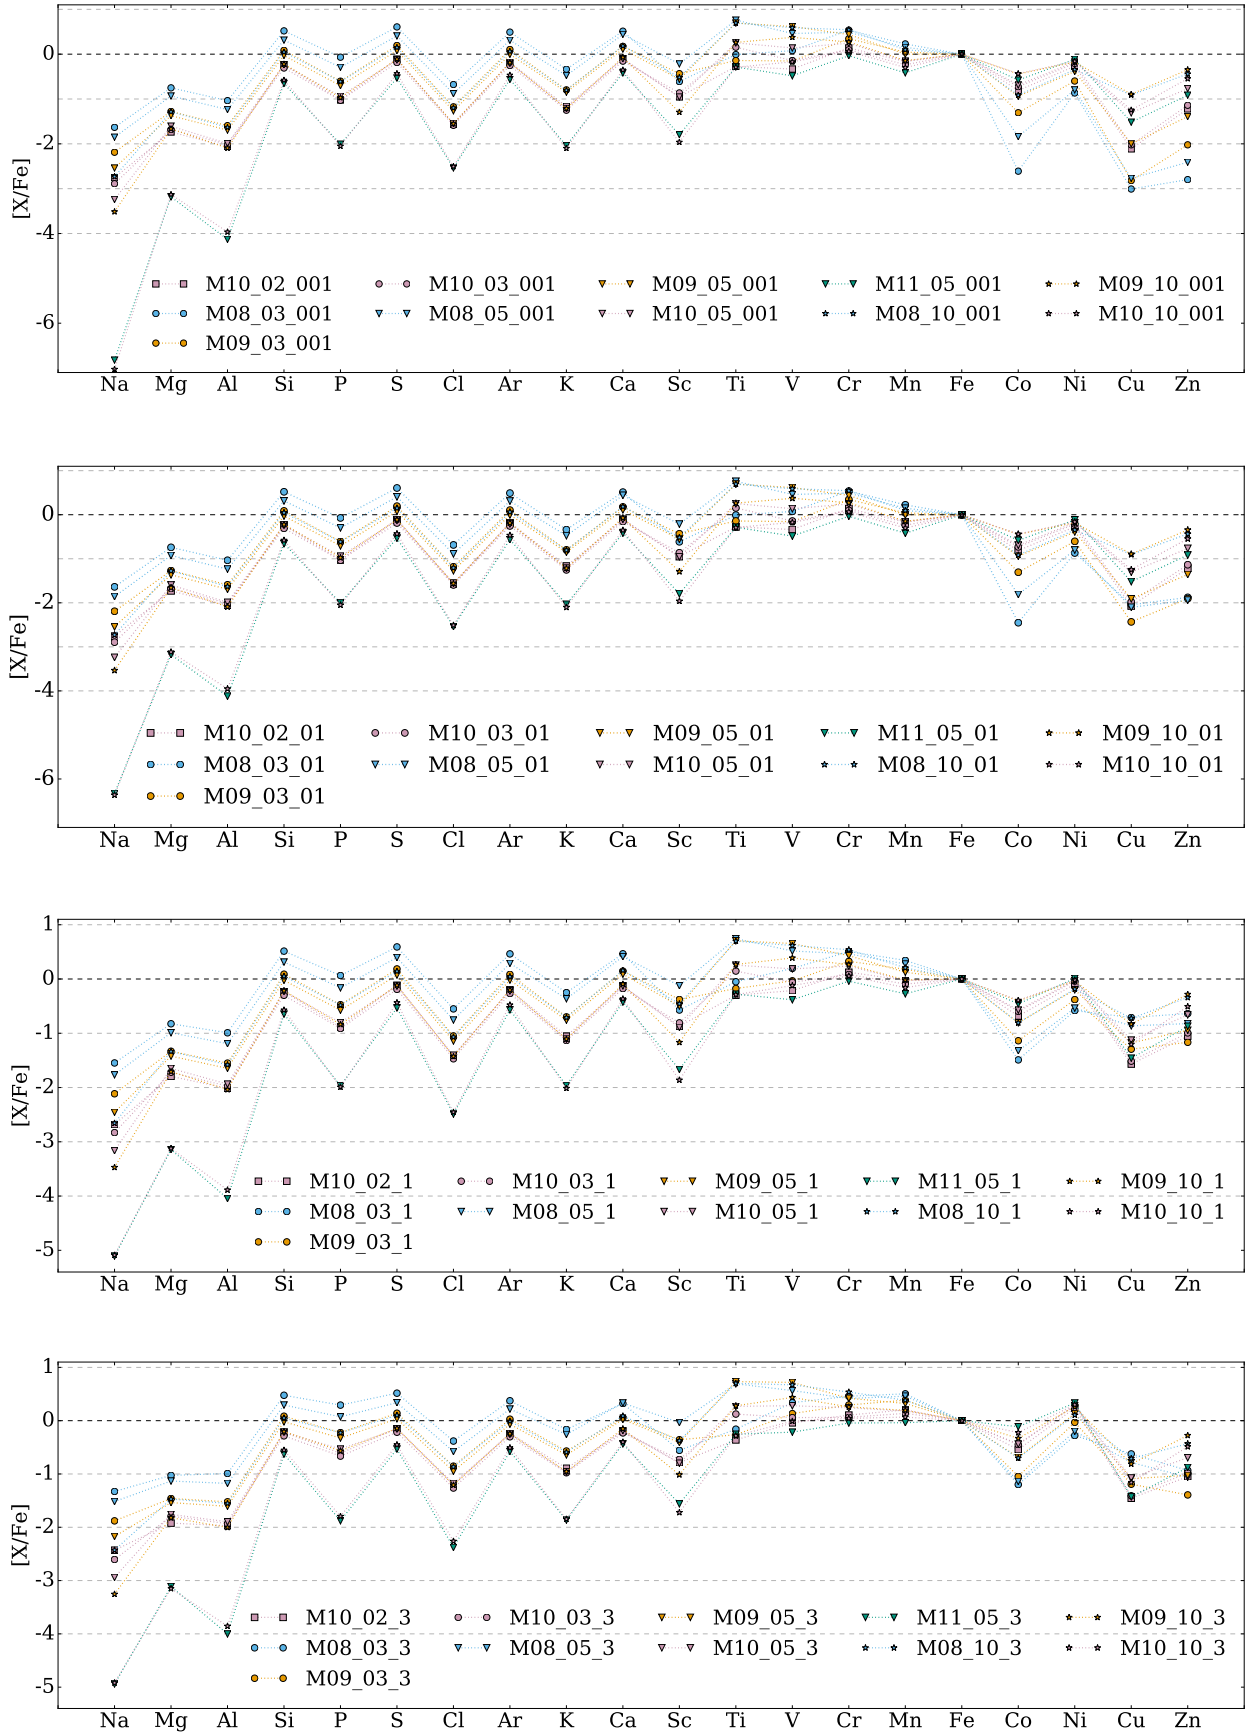 0
-2
-4
-6
[X/Fe]
M10_02_001 M10_03_001 M09_05_001 M11_05_001 M09_10_001
M08_03_001 M08_05_001 M10_05_001 M08_10_001 M10_10_001
M09_03_001
Na Mg Al Si P S Cl Ar K Ca Sc Ti V Cr Mn Fe Co Ni Cu Zn
0
-2
-4
-6
[X/Fe]
M10_02_01 M10_03_01 M09_05_01 M11_05_01 M09_10_01
M08_03_01 M08_05_01 M10_05_01 M08_10_01 M10_10_01
M09_03_01
Na Mg Al Si P S Cl Ar K Ca Sc Ti V Cr Mn Fe Co Ni Cu Zn
1
0
-1
-2
-3
-4
-5
[X/Fe]
M10_02_1 M10_03_1 M09_05_1 M11_05_1 M09_10_1
M08_03_1 M08_05_1 M10_05_1 M08_10_1 M10_10_1
M09_03_1
Na Mg Al Si P S Cl Ar K Ca Sc Ti V Cr Mn Fe Co Ni Cu Zn
1
0
-1
-2
-3
-4
-5
[X/Fe]
M10_02_3 M10_03_3 M09_05_3 M11_05_3 M09_10_3
M08_03_3 M08_05_3 M10_05_3 M08_10_3 M10_10_3
M09_03_3
Na Mg Al Si P S Cl Ar K Ca Sc Ti V Cr Mn Fe Co Ni Cu Zn